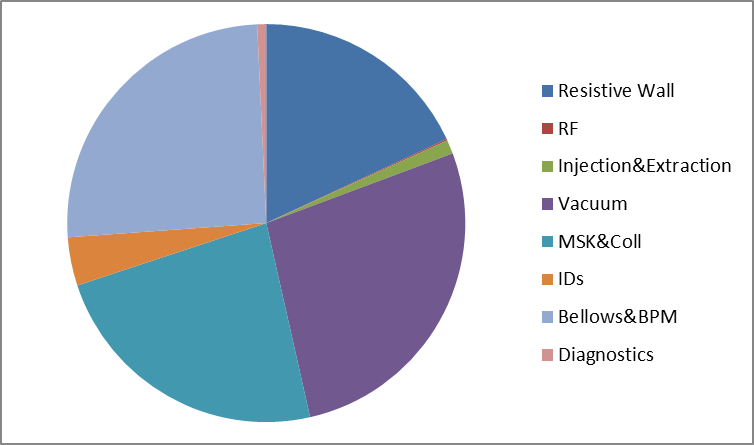 Resistive Wall
RF
Injection&Extraction
Vacuum
MSK&Coll
IDs
Bellows&BPM
Diagnostics